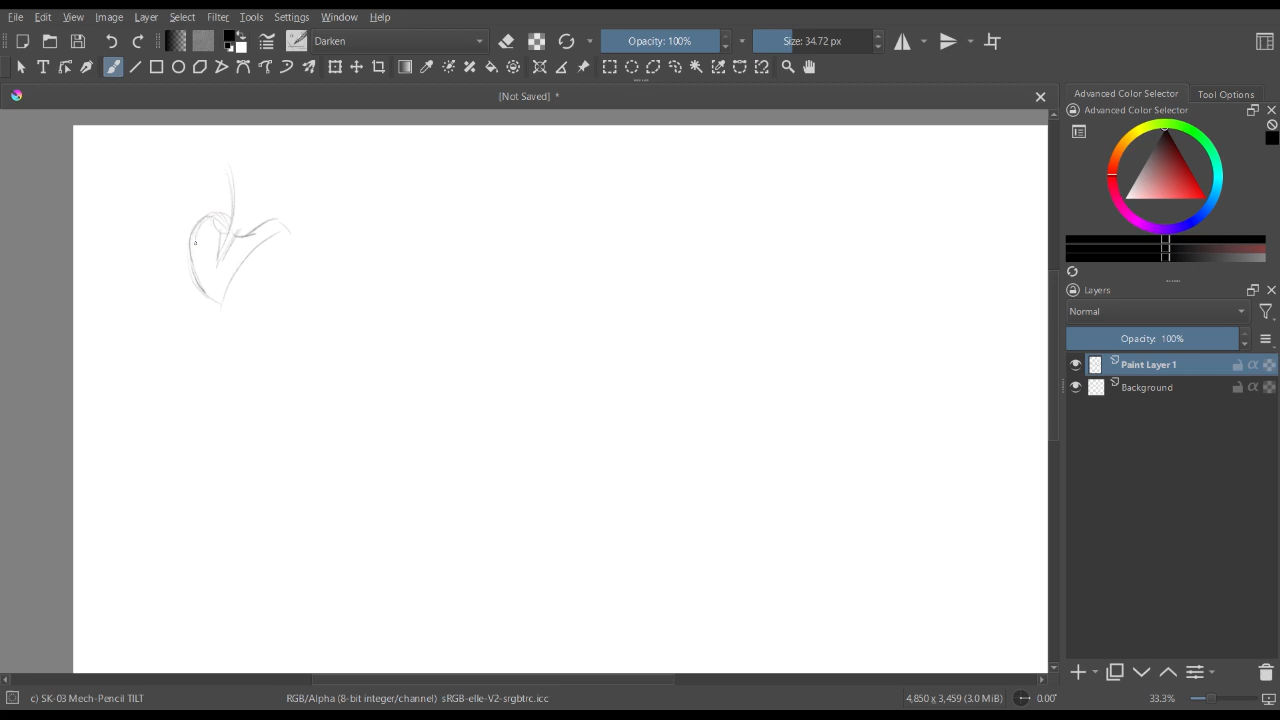 File Edit View Image Layer Select Filter Tools Settings Window Help
Darken Opacity: 100% Size: 34.72 px
[Not Saved] *
Advanced Color Selector Tool Options
Advanced Color Selector
Layers
Normal
Opacity: 100%
Paint Layer 1
Background
c) SK-03 Mech-Pencil TILT RGB/Alpha (8-bit integer/channel) sRGB-elle-V2-srgbtrc.icc 4,850 x 3,459 (3.0 MiB) 0.00° 33.3%